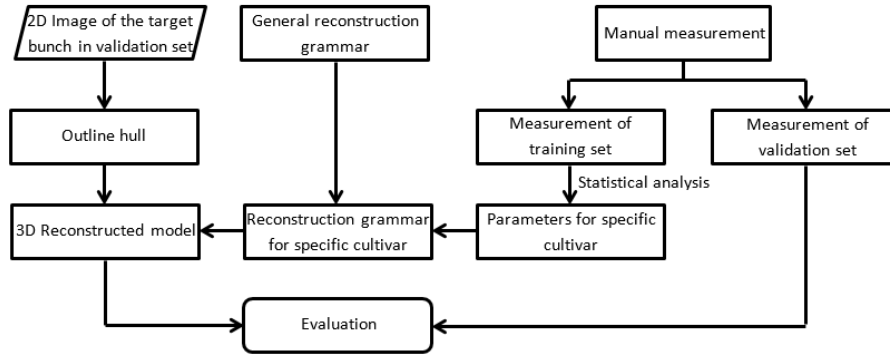 2D Image of the target
bunch in validation set
General reconstruction
grammar
Manual measurement
Outline hull
Measurement of
training set
Measurement of
validation set
Statistical analysis
3D Reconstructed model
Reconstruction grammar
for specific cultivar
Parameters for specific
cultivar
Evaluation